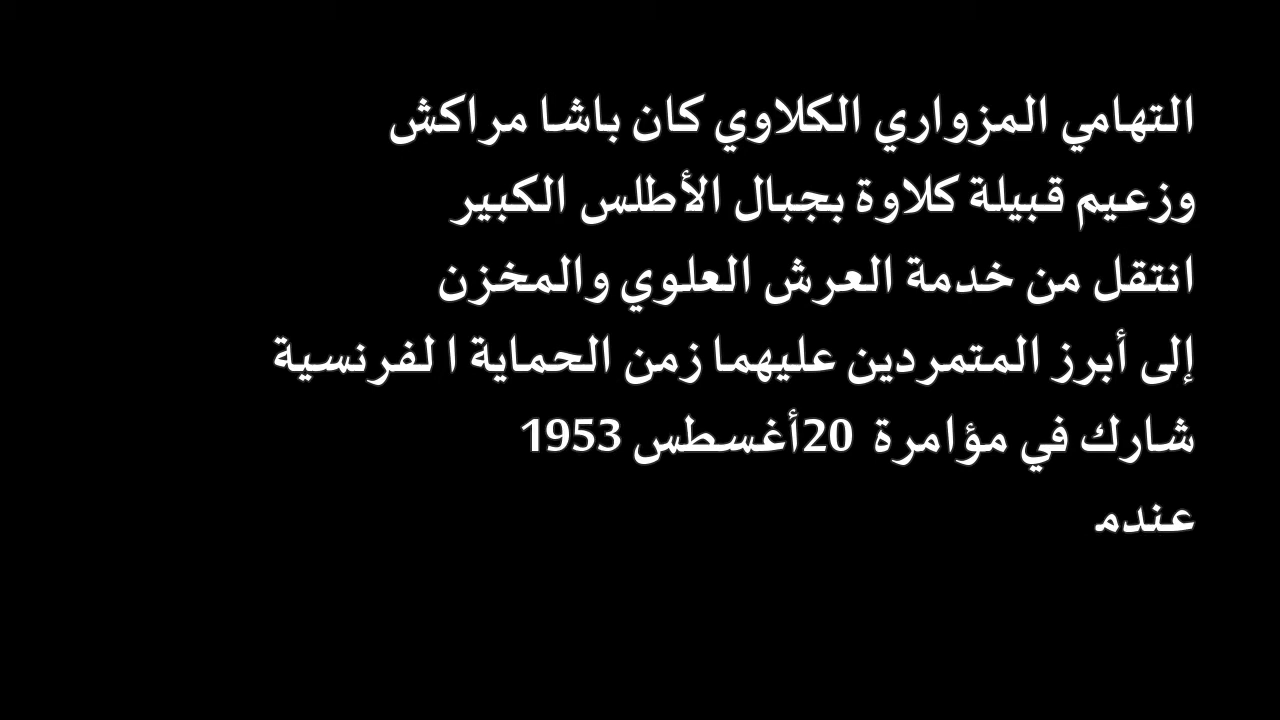 التهامي المزواري الكلاوي كان باشا مراكش
وزعيم قبيلة كلاوة بجبال الأطلس الكبير
انتقل من خدمة العرش العلوي والمخزن
إلى أبرز المتمردين عليهما زمن الحماية ا لفرنسية
شارك في مؤامرة 20أغسطس 1953
عندم